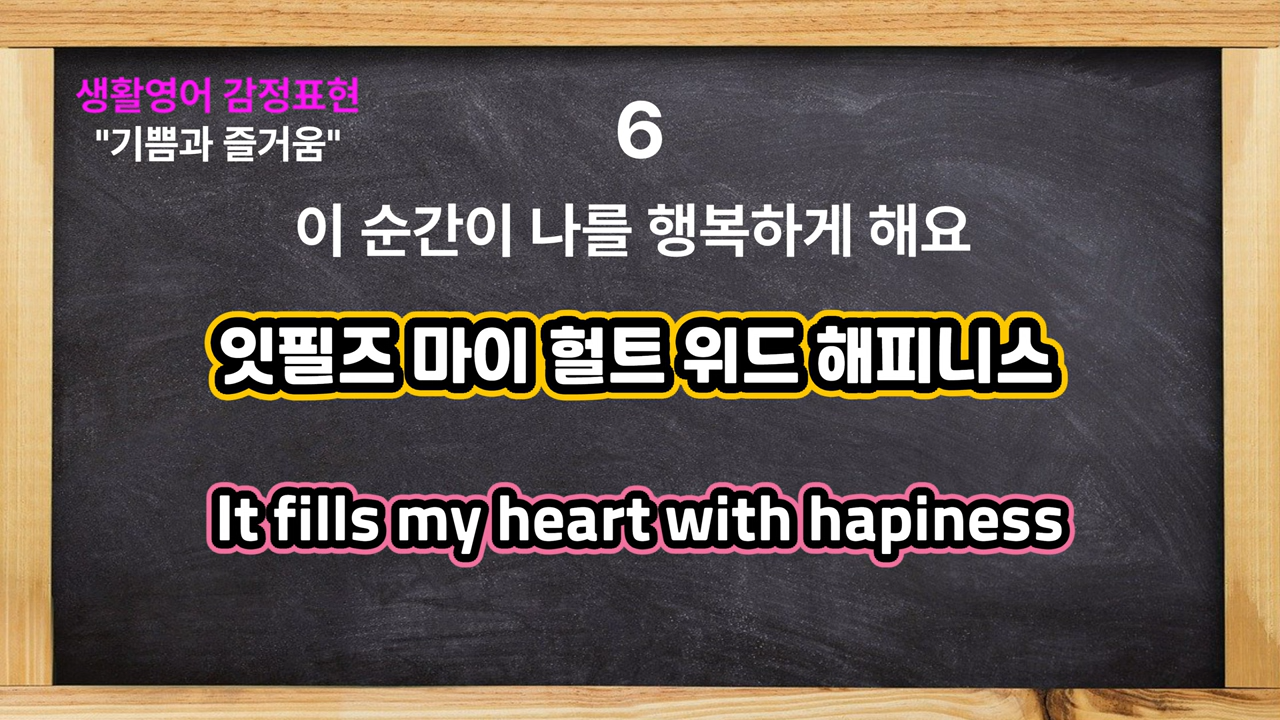 생활영어 감정표현
"기쁨과 즐거움"
6
이 순간이 나를 행복하게 해요
잇필즈 마이 헐트 위드 해피니스
It fills my heart with hapiness